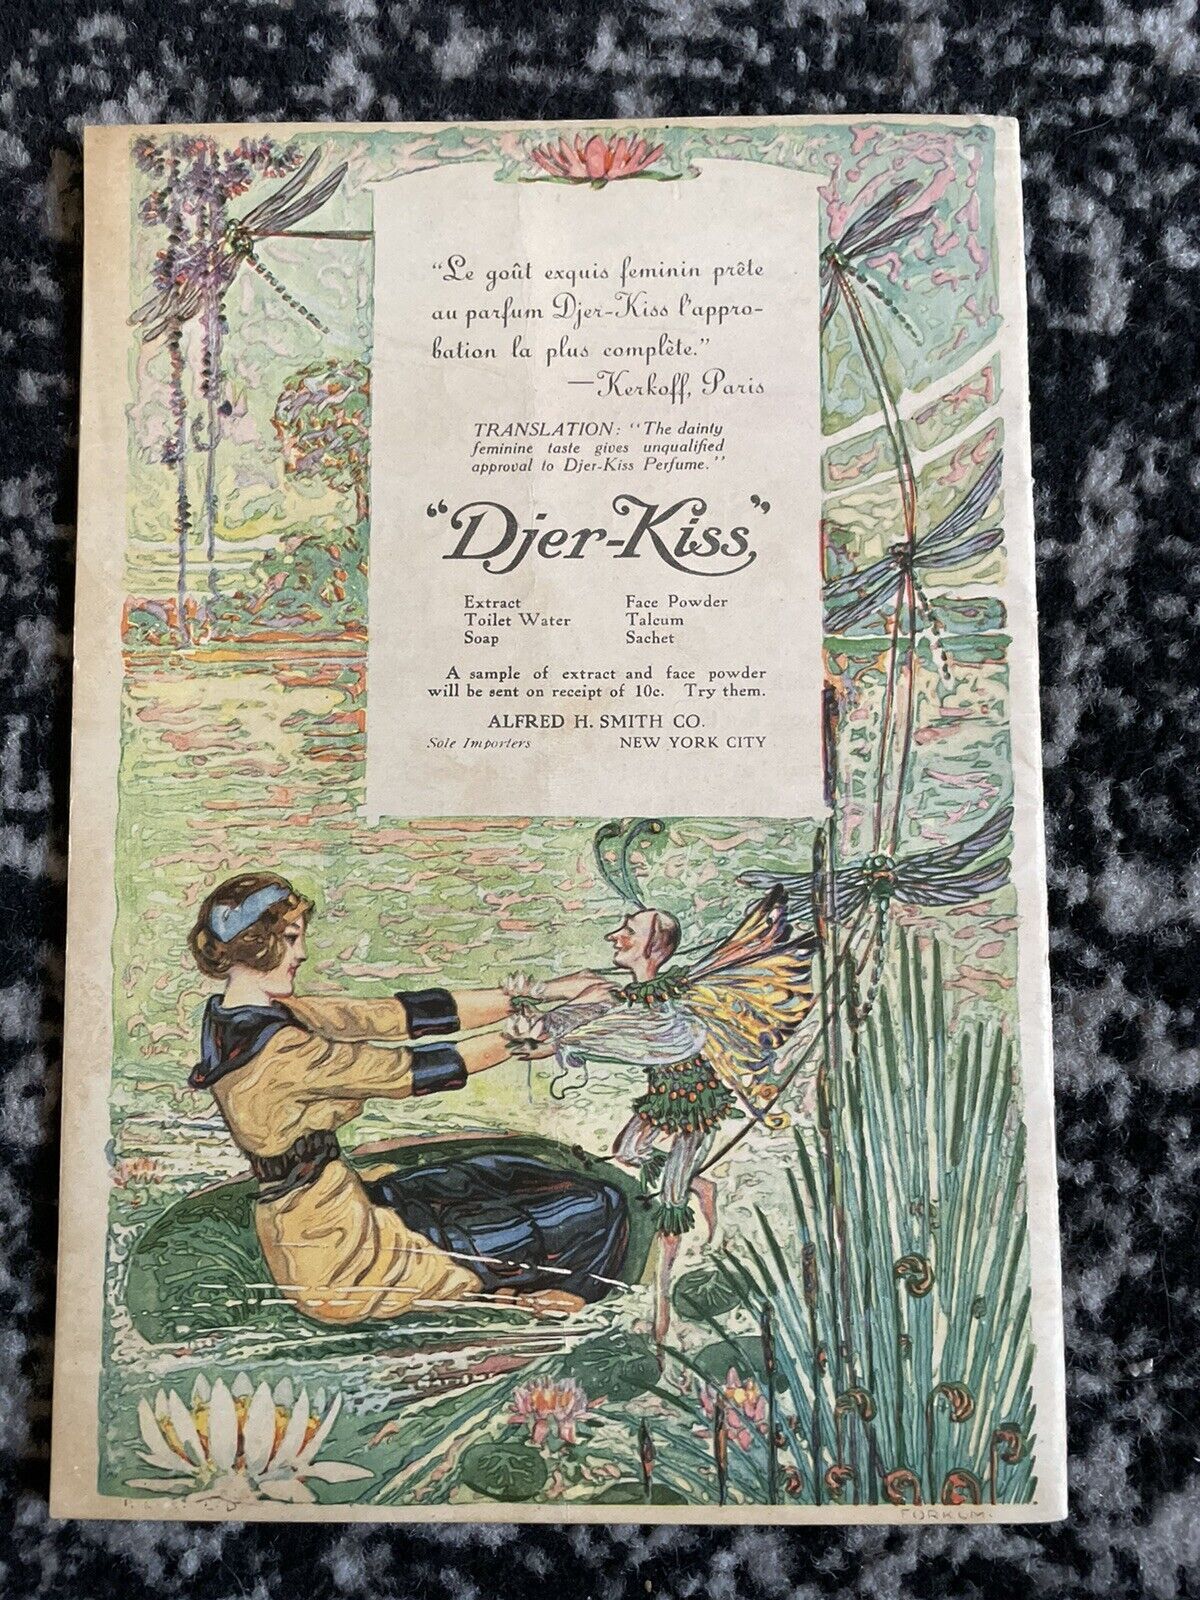 “Le goût exquis feminin prête
au parfum Djer-Kiss l'appro-
bation la plus complête.”
—Kerkoff, Paris
TRANSLATION: “The dainty
feminine taste gives unqualified
approval to Djer-Kiss Perfume.”
“Djer-Kiss,”
Extract Face Powder
Toilet Water Talcum
Soap Sachet
A sample of extract and face powder
will be sent on receipt of 10c. Try them.
ALFRED H. SMITH CO.
Sole Importers NEW YORK CITY